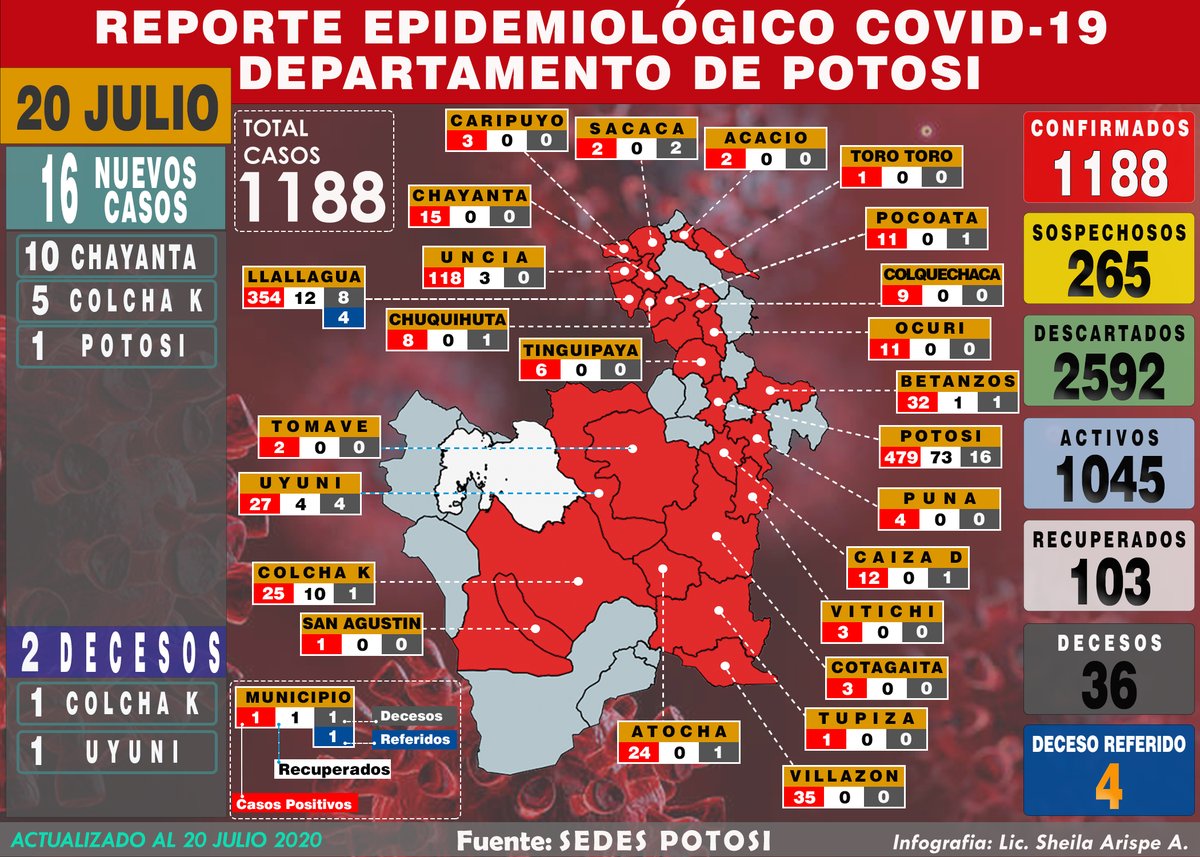 REPORTE EPIDEMIOLÓGICO COVID-19
DEPARTAMENTO DE POTOSI
20 JULIO
16 NUEVOS CASOS
10 CHAYANTA
5 COLCHA K
1 POTOSI
2 DECESOS
1 COLCHA K
1 UYUNI
TOTAL
CASOS
1188
CARIPUYO
3 0 0
SACACA
2 0 2
ACACIO
2 0 0
TORO TORO
1 0 0
CHAYANTA
15 0 0
POCOATA
11 0 1
UNCIA
118 3 0
LLALLAGUA
354 12 8
4
COLQUECHACA
9 0 0
CHUQUIHUTA
8 0 1
OCURI
11 0 0
TINGUIPAYA
6 0 0
BETANZOS
32 1 1
TOMAVE
2 0 0
POTOSI
479 73 16
UYUNI
27 4 4
PUNA
4 0 0
CAIZA D
12 0 1
COLCHA K
25 10 1
VITICHI
3 0 0
SAN AGUSTIN
1 0 0
COTAGAITA
3 0 0
TUPIZA
1 0 0
ATOCHA
24 0 1
VILLAZON
35 0 0
MUNICIPIO
1 1 1 Decesos
1 Referidos
Recuperados
Casos Positivos
CONFIRMADOS
1188
SOSPECHOSOS
265
DESCARTADOS
2592
ACTIVOS
1045
RECUPERADOS
103
DECESOS
36
DECESO REFERIDO
4
ACTUALIZADO AL 20 JULIO 2020
Fuente: SEDES POTOSI
Infografia: Lic. Sheila Arispe A.